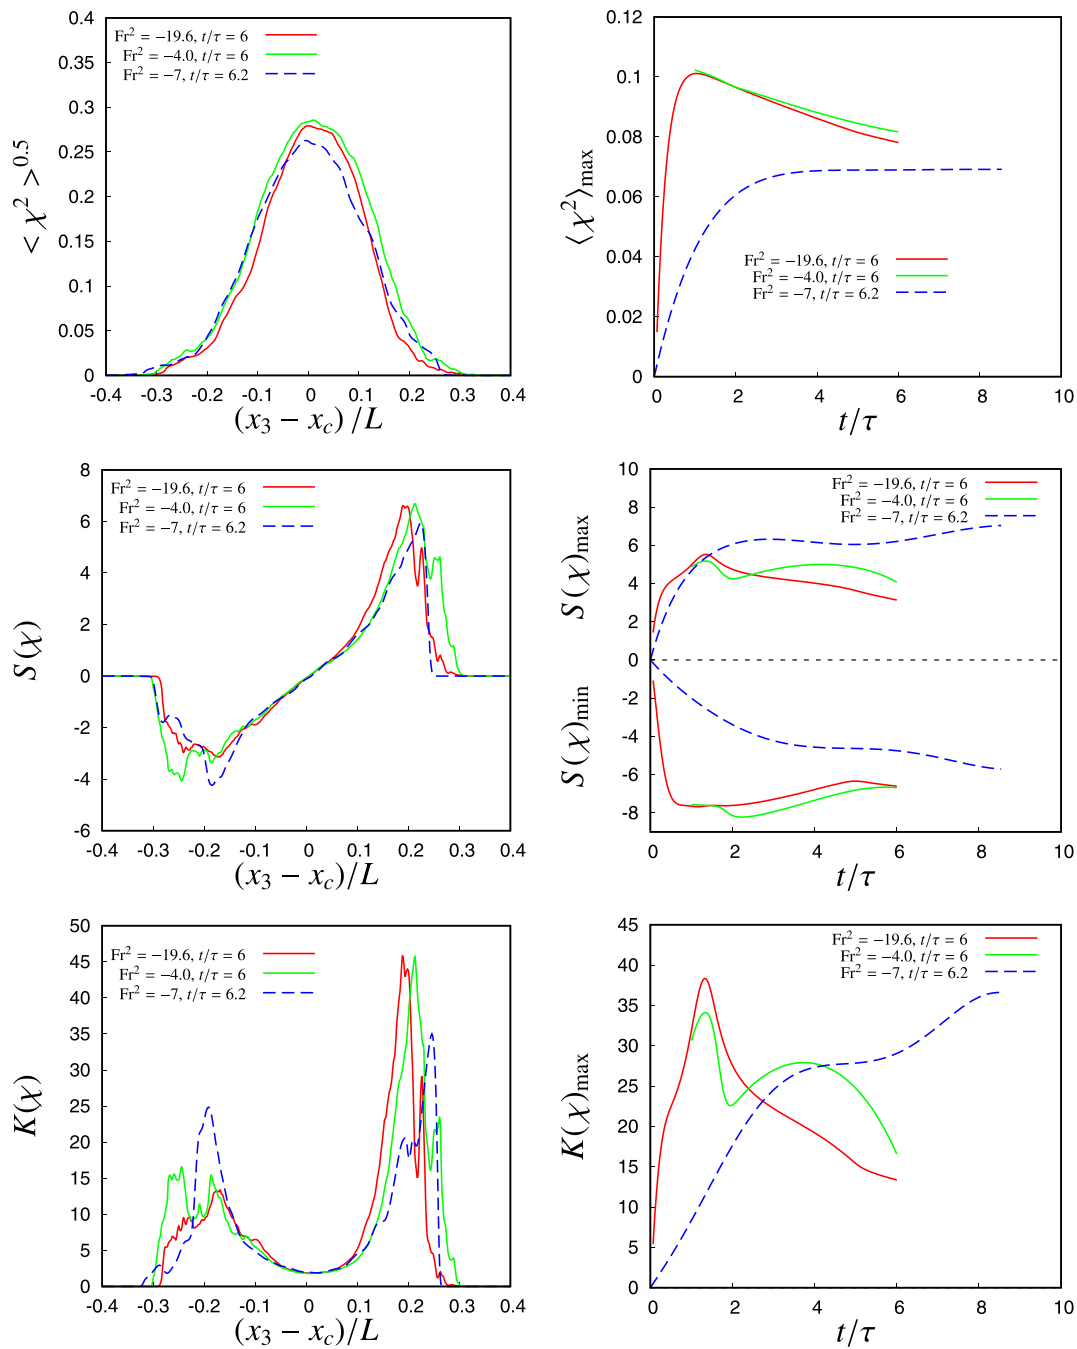 0.4
0.35
0.3
0.25
0.2
0.15
0.1
0.05
0
< χ² >^0.5
Fr² = −19.6, t/τ = 6
Fr² = −4.0, t/τ = 6
Fr² = −7, t/τ = 6.2
-0.4 -0.3 -0.2 -0.1 0 0.1 0.2 0.3 0.4
(x₃ − x_c)/L
0.12
0.1
0.08
0.06
0.04
0.02
0
⟨χ²⟩max
Fr² = −19.6, t/τ = 6
Fr² = −4.0, t/τ = 6
Fr² = −7, t/τ = 6.2
0 2 4 6 8 10
t/τ
8
6
4
2
0
-2
-4
-6
S(χ)
Fr² = −19.6, t/τ = 6
Fr² = −4.0, t/τ = 6
Fr² = −7, t/τ = 6.2
-0.4 -0.3 -0.2 -0.1 0 0.1 0.2 0.3 0.4
(x₃ − x_c)/L
10
8
6
4
2
0
-2
-4
-6
-8
S(χ)min S(χ)max
Fr² = −19.6, t/τ = 6
Fr² = −4.0, t/τ = 6
Fr² = −7, t/τ = 6.2
0 2 4 6 8 10
t/τ
50
45
40
35
30
25
20
15
10
5
0
K(χ)
Fr² = −19.6, t/τ = 6
Fr² = −4.0, t/τ = 6
Fr² = −7, t/τ = 6.2
-0.4 -0.3 -0.2 -0.1 0 0.1 0.2 0.3 0.4
(x₃ − x_c)/L
45
40
35
30
25
20
15
10
5
0
K(χ)max
Fr² = −19.6, t/τ = 6
Fr² = −4.0, t/τ = 6
Fr² = −7, t/τ = 6.2
0 2 4 6 8 10
t/τ